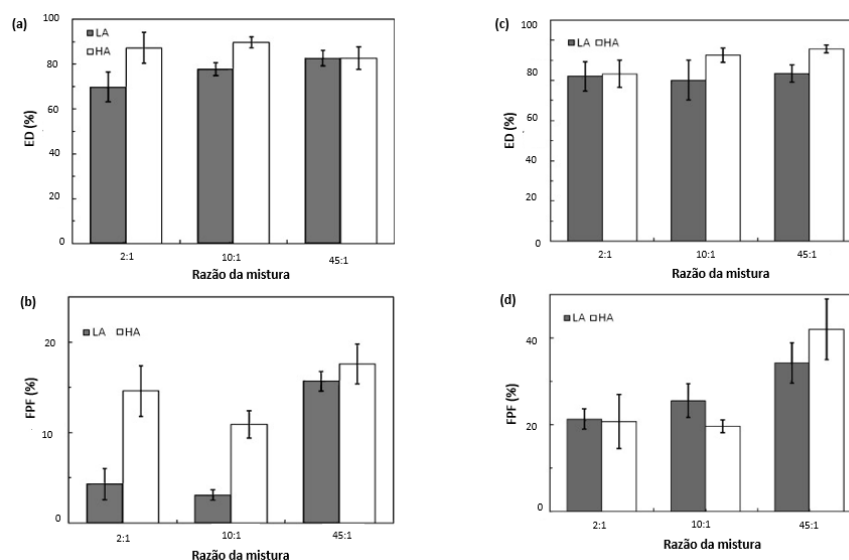 (a)
100
LA
HA
80
60
40
20
0
ED (%)
2:1 10:1 45:1
Razão da mistura
(c)
100
LA
HA
80
60
40
20
0
ED (%)
2:1 10:1 45:1
Razão da mistura
(b)
LA HA
20
10
0
FPF (%)
2:1 10:1 45:1
Razão da mistura
(d)
LA HA
40
20
0
FPF (%)
2:1 10:1 45:1
Razão da mistura